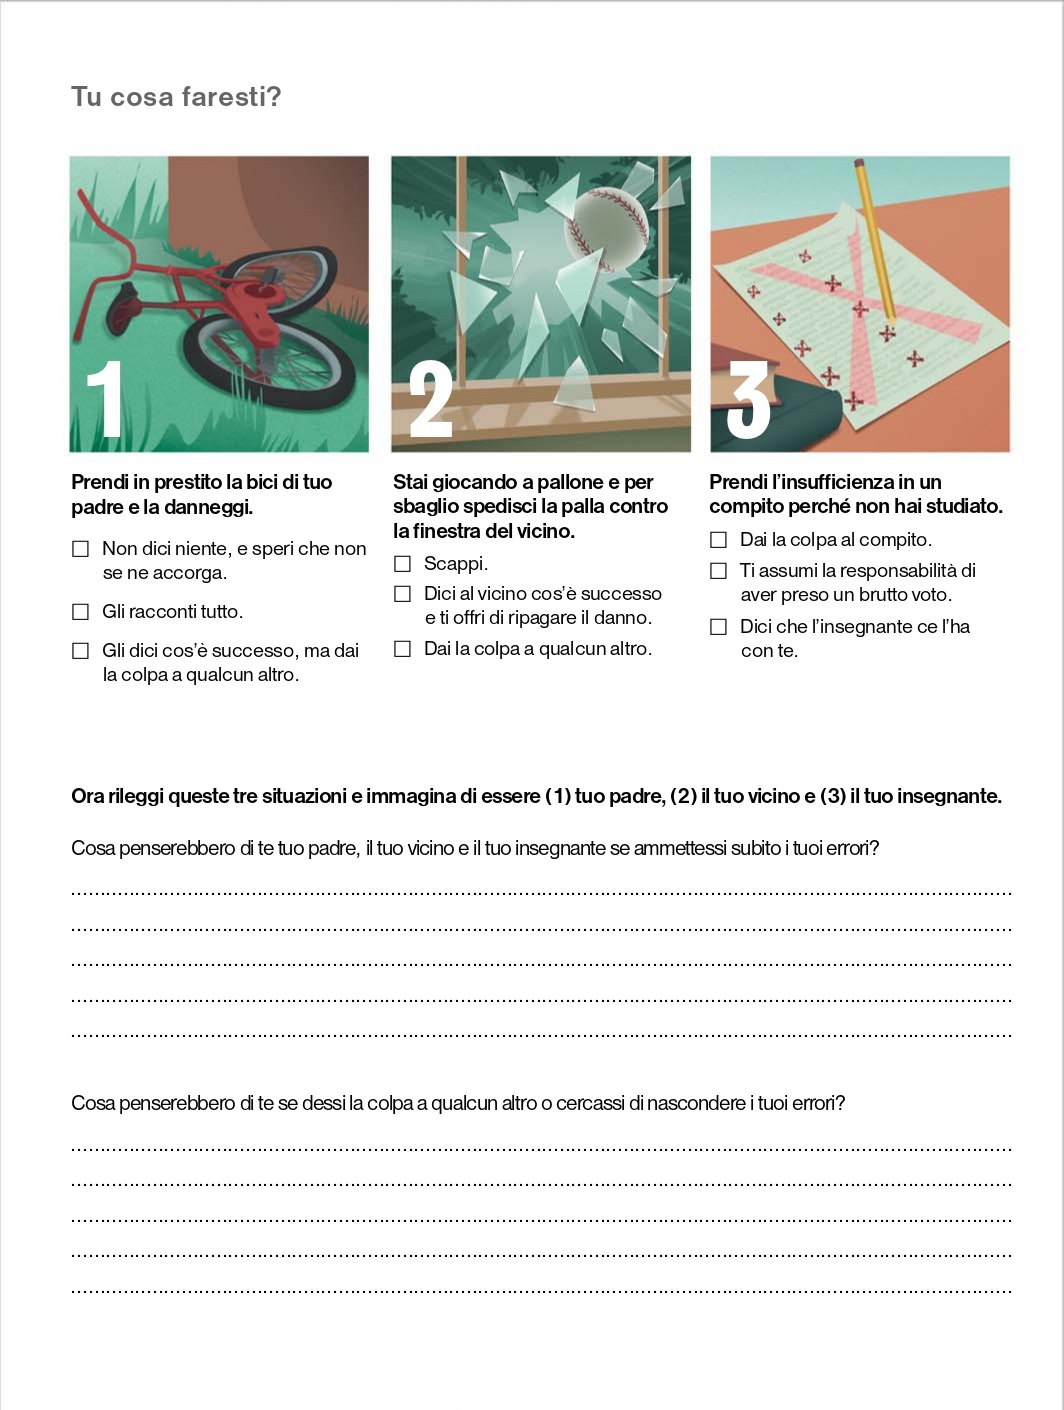 Tu cosa faresti?
1
2
3
Prendi in prestito la bici di tuo
padre e la danneggi.
Non dici niente, e speri che non
se ne accorga.
Gli racconti tutto.
Gli dici cos’è successo, ma dai
la colpa a qualcun altro.
Stai giocando a pallone e per
sbaglio spedisci la palla contro
la finestra del vicino.
Scappi.
Dici al vicino cos’è successo
e ti offri di ripagare il danno.
Dai la colpa a qualcun altro.
Prendi l’insufficienza in un
compito perché non hai studiato.
Dai la colpa al compito.
Ti assumi la responsabilità di
aver preso un brutto voto.
Dici che l’insegnante ce l’ha
con te.
Ora rileggi queste tre situazioni e immagina di essere (1) tuo padre, (2) il tuo vicino e (3) il tuo insegnante.
Cosa penserebbero di te tuo padre, il tuo vicino e il tuo insegnante se ammettessi subito i tuoi errori?
Cosa penserebbero di te se dessi la colpa a qualcun altro o cercassi di nascondere i tuoi errori?